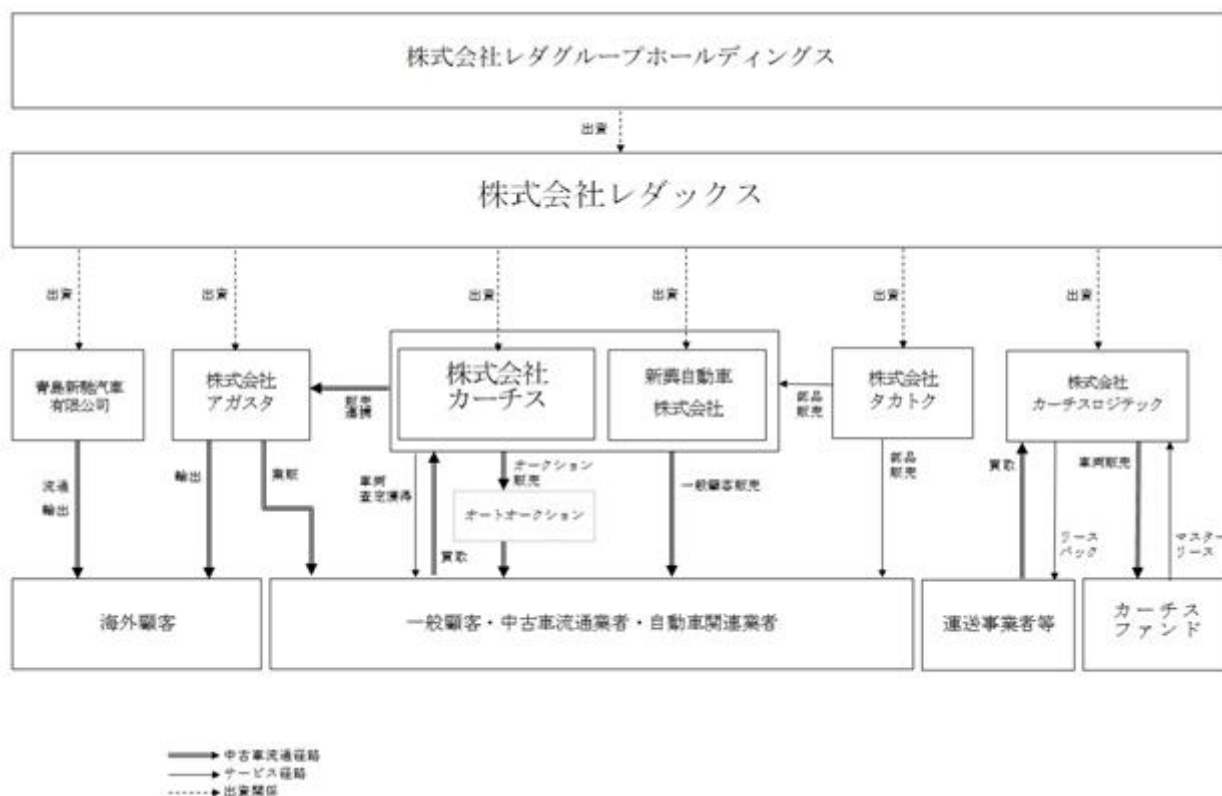 株式会社レダグループホールディングス
出資
株式会社レダックス
出資
出資
出資
出資
出資
出資
青島新馳汽車
有限公司
株式会社
アガスタ
販売
連携
株式会社
カーチス
新興自動車
株式会社
部品
販売
株式会社
タカトク
株式会社
カーチスロジテック
流通
輸出
輸出
業販
車両
査定獲得
買取
オークション
販売
オートオークション
一般顧客販売
部品
販売
買取
リース
バック
車両販売
マスター
リース
海外顧客
一般顧客・中古車流通業者・自動車関連業者
運送事業者等
カーチス
ファンド
中古車流通経路
サービス経路
出資関係